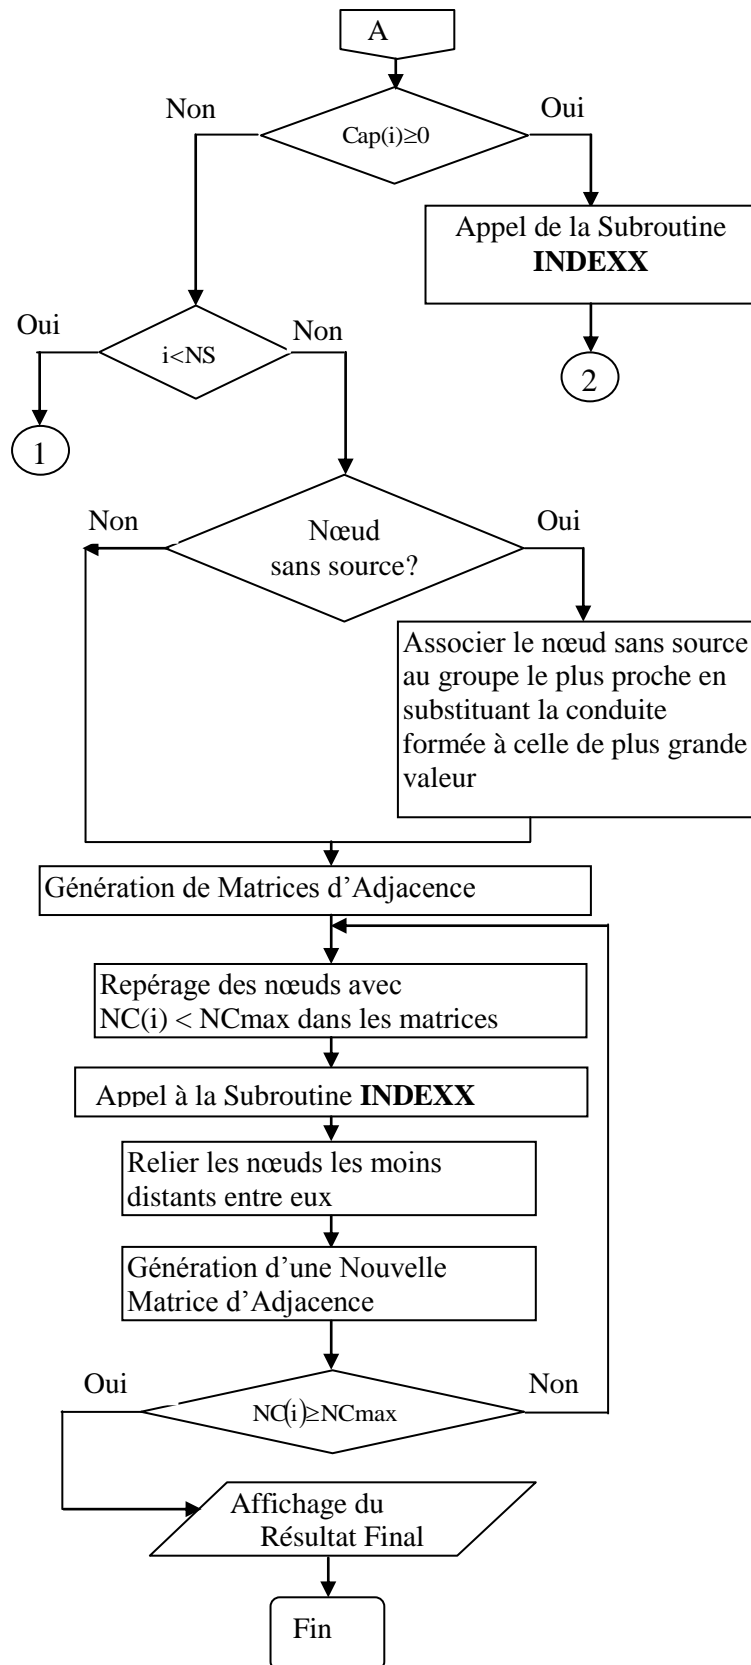 A
Non
Oui
Cap(i)≥0
Appel de la Subroutine
INDEXX
Oui
Non
i<NS
2
1
Non
Oui
Nœud
sans source?
Associer le nœud sans source
au groupe le plus proche en
substituant la conduite
formée à celle de plus grande
valeur
Génération de Matrices d’Adjacence
Repérage des nœuds avec
NC(i) < NCmax dans les matrices
Appel à la Subroutine INDEXX
Relier les nœuds les moins
distants entre eux
Génération d’une Nouvelle
Matrice d’Adjacence
Oui
Non
NC(i)≥NCmax
Affichage du
Résultat Final
Fin